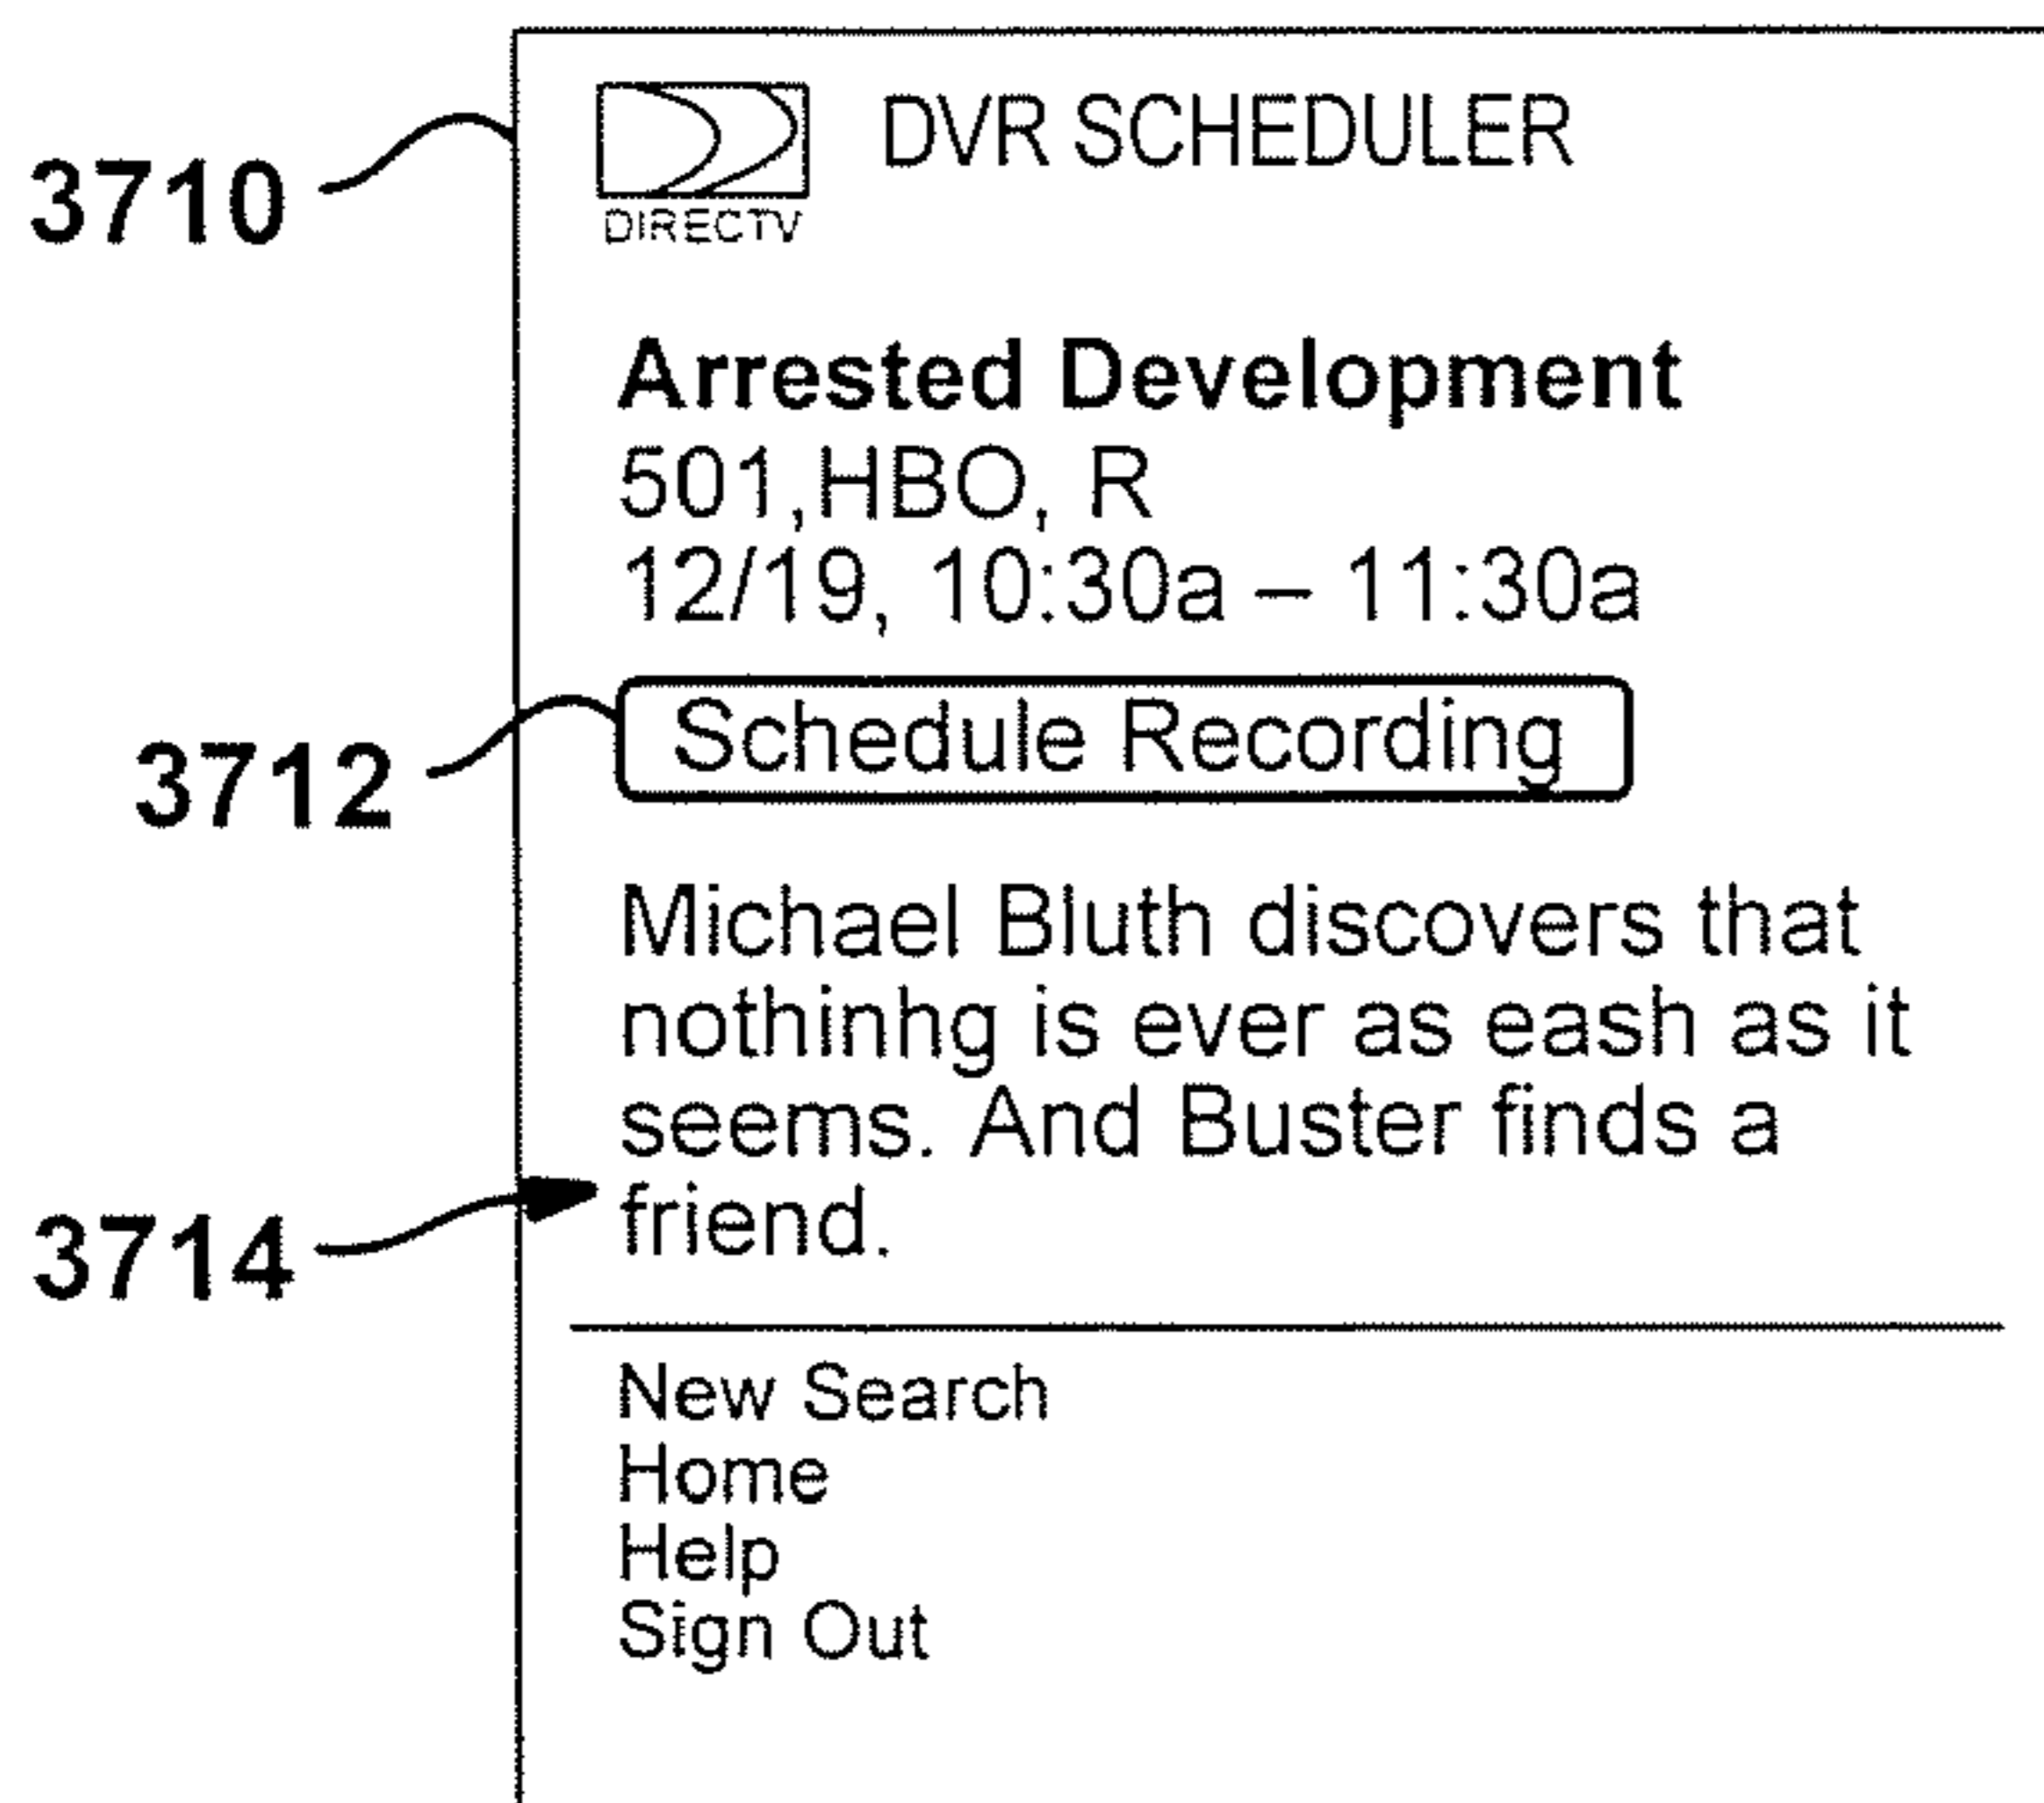 3710
DIRECTV
DVR SCHEDULER
Arrested Development
501,HBO, R
12/19, 10:30a – 11:30a
3712
Schedule Recording
Michael Bluth discovers that
nothinhg is ever as eash as it
seems. And Buster finds a
3714
friend.
New Search
Home
Help
Sign Out